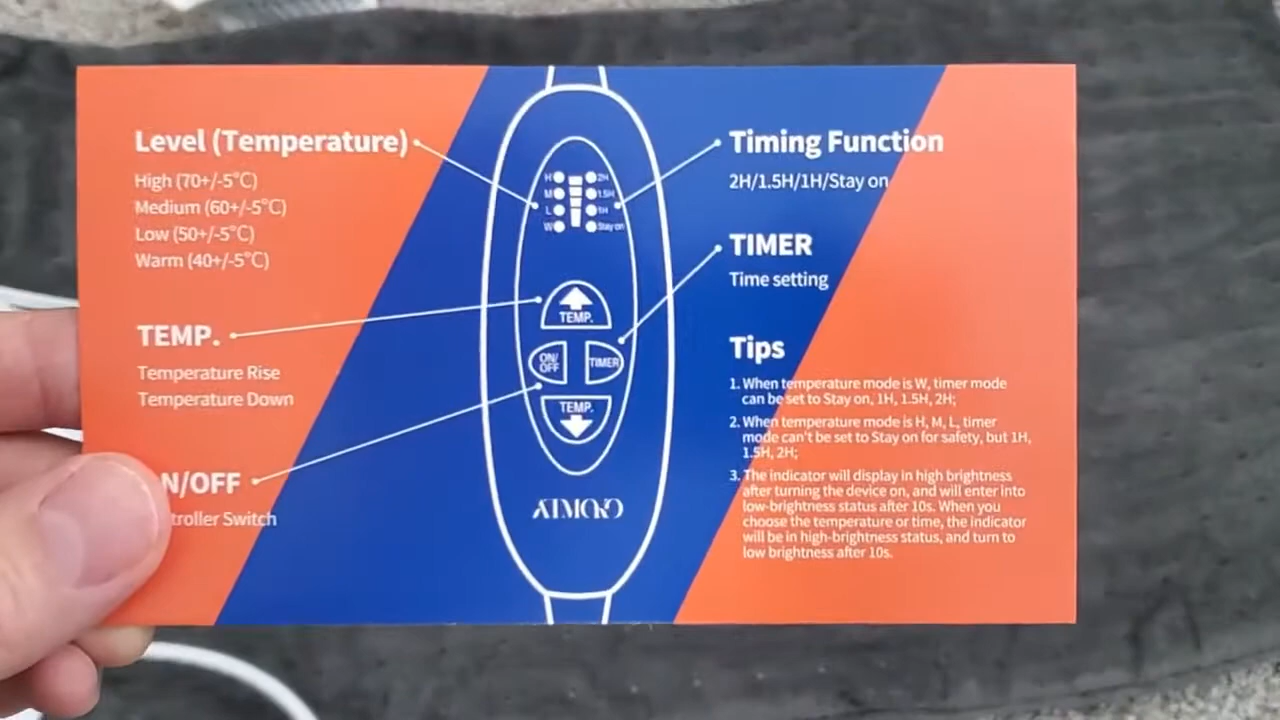 Level (Temperature)
High (70+/-5℃)
Medium (60+/-5℃)
Low (50+/-5℃)
Warm (40+/-5℃)
TEMP.
Temperature Rise
Temperature Down
N/OFF
troller Switch
H
M
L
W
2H
1.5H
1H
Stay on
TEMP.
ON/
OFF
TIMER
TEMP.
Timing Function
2H/1.5H/1H/Stay on
TIMER
Time setting
Tips
1. When temperature mode is W, timer mode
can be set to Stay on, 1H, 1.5H, 2H;
2. When temperature mode is H, M, L, timer
mode can't be set to Stay on for safety, but 1H,
1.5H, 2H;
3. The indicator will display in high brightness
after turning the device on, and will enter into
low-brightness status after 10s. When you
choose the temperature or time, the indicator
will be in high-brightness status, and turn to
low brightness after 10s.